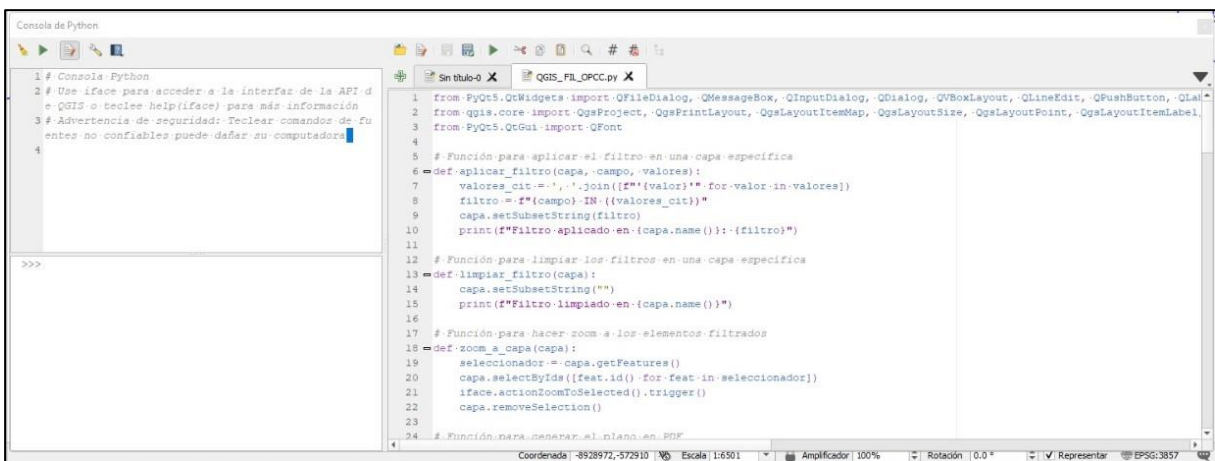 Consola de Python
1 # Consola Python
2 # Use iface para acceder a la interfaz de la API d
e QGIS o teclee help(iface) para más información
3 # Advertencia de seguridad: Teclear comandos de fu
entes no confiables puede dañar su computadora
4
>>>
Sin título-0 X QGIS_FIL_OPCC.py X
1 from PyQt5.QtWidgets import QFileDialog, QMessageBox, QInputDialog, QDialog, QVBoxLayout, QLineEdit, QPushButton,
2 from qgis.core import QgsProject, QgsPrintLayout, QgsLayoutItemMap, QgsLayoutSize, QgsLayoutPoint, QgsLayoutItemLabel,
3 from PyQt5.QtGui import QFont
4
5 # Función para aplicar el filtro en una capa específica
6 def aplicar_filtro(capa, campo, valores):
7 valores_cit = ', '.join([f"'{valor}'" for valor in valores])
8 filtro = f"{campo} IN ({valores_cit})"
9 capa.setSubsetString(filtro)
10 print(f"Filtro aplicado en {capa.name()}: {filtro}")
11
12 # Función para limpiar los filtros en una capa específica
13 def limpiar_filtro(capa):
14 capa.setSubsetString("")
15 print(f"Filtro limpiado en {capa.name()}")
16
17 # Función para hacer zoom a los elementos filtrados
18 def zoom_a_capa(capa):
19 seleccionador = capa.getFeatures()
20 capa.selectByIds([feat.id() for feat in seleccionador])
21 iface.actionZoomToSelected().trigger()
22 capa.removeSelection()
23
24 # Función para generar el plano en PDF
Coordenada -8928972,-572910 Escala 1:6501 Amplificador 100% Rotación 0.0 ° Representar EPSG:3857